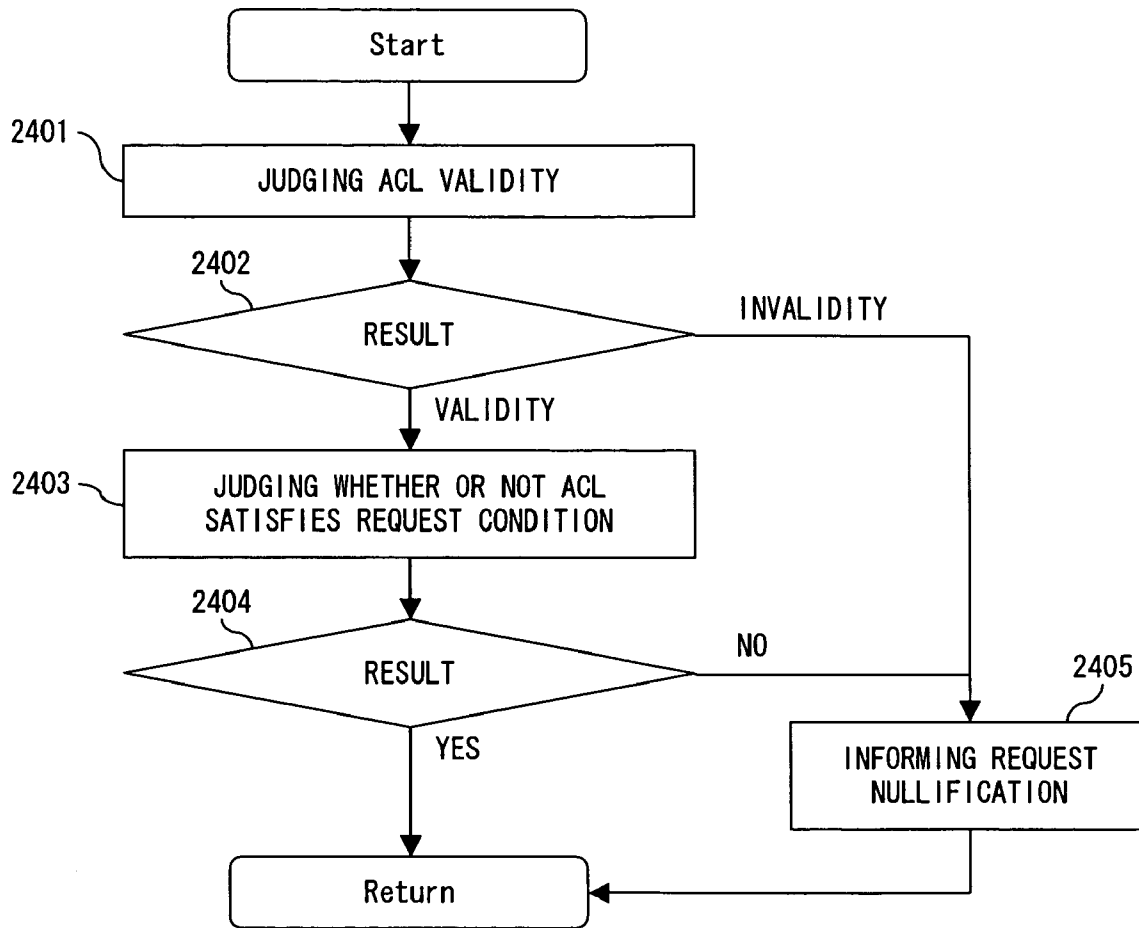 Start
2401
JUDGING ACL VALIDITY
2402
RESULT
INVALIDITY
VALIDITY
2403
JUDGING WHETHER OR NOT ACL
SATISFIES REQUEST CONDITION
2404
RESULT
NO
2405
YES
INFORMING REQUEST
NULLIFICATION
Return